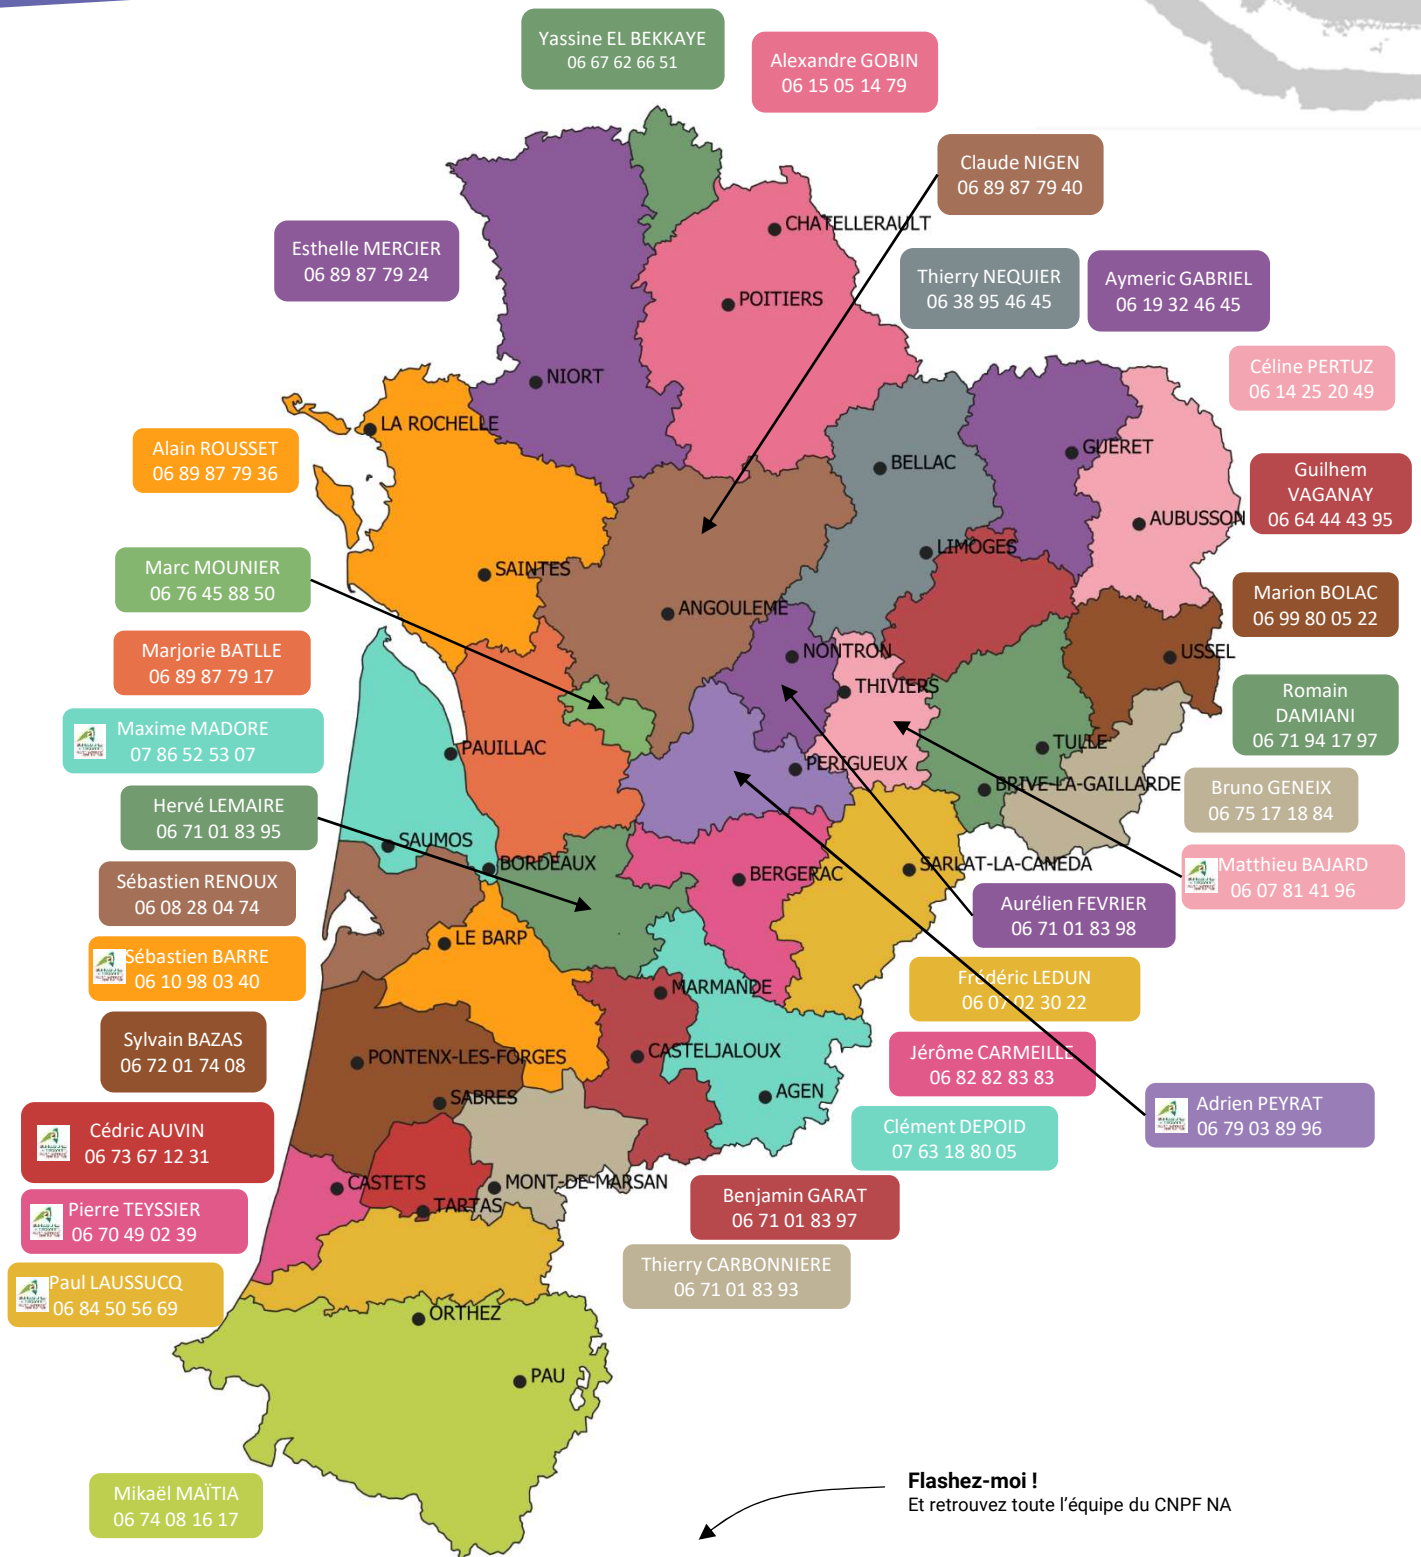 Yassine EL BEKKAYE
06 67 62 66 51
Alexandre GOBIN
06 15 05 14 79
Claude NIGEN
06 89 87 79 40
CHATELLERAULT
Esthelle MERCIER
06 89 87 79 24
Thierry NEQUIER
06 38 95 46 45
Aymeric GABRIEL
06 19 32 46 45
POITIERS
Céline PERTUZ
06 14 25 20 49
NIORT
LA ROCHELLE
Alain ROUSSET
06 89 87 79 36
BELLAC
GUERET
Guilhem
VAGANAY
06 64 44 43 95
AUBUSSON
LIMOGES
SAINTES
Marc MOUNIER
06 76 45 88 50
ANGOULEME
Marion BOLAC
06 99 80 05 22
Marjorie BATLLE
06 89 87 79 17
NONTRON
USSEL
THIVIERS
Romain
DAMIANI
06 71 94 17 97
Maxime MADORE
07 86 52 53 07
PAUILLAC
PERIGUEUX
TULLE
BRIVE-LA-GAILLARDE
Bruno GENEIX
06 75 17 18 84
Hervé LEMAIRE
06 71 01 83 95
SAUMOS
BORDEAUX
BERGERAC
SARLAT-LA-CANEDA
Matthieu BAJARD
06 07 81 41 96
Sébastien RENOUX
06 08 28 04 74
Aurélien FEVRIER
06 71 01 83 98
LE BARP
Sébastien BARRE
06 10 98 03 40
MARMANDE
Frédéric LEDUN
06 07 02 30 22
Sylvain BAZAS
06 72 01 74 08
PONTENX-LES-FORGES
CASTELJALOUX
Jérôme CARMEILLE
06 82 82 83 83
SABRES
AGEN
Adrien PEYRAT
06 79 03 89 96
Cédric AUVIN
06 73 67 12 31
Clément DEPOID
07 63 18 80 05
CASTETS
MONT-DE-MARSAN
TARTAS
Benjamin GARAT
06 71 01 83 97
Pierre TEYSSIER
06 70 49 02 39
Thierry CARBONNIERE
06 71 01 83 93
Paul LAUSSUCQ
06 84 50 56 69
ORTHEZ
PAU
Mikaël MAÏTIA
06 74 08 16 17
Flashez-moi !
Et retrouvez toute l'équipe du CNPF NA